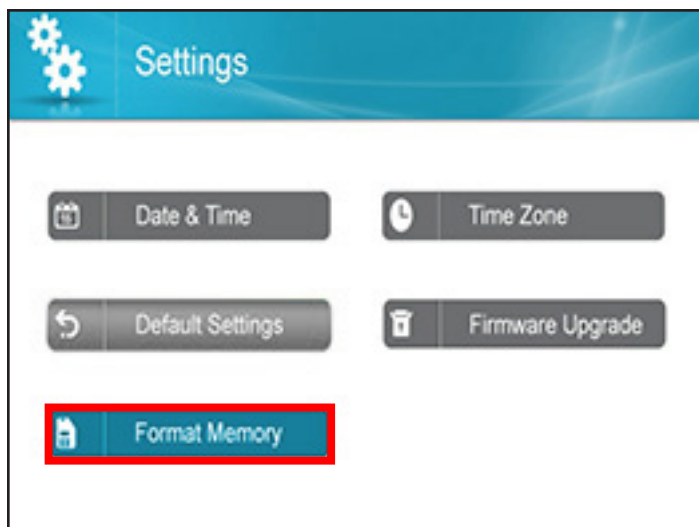 Settings
Date & Time
Time Zone
Default Settings
Firmware Upgrade
Format Memory